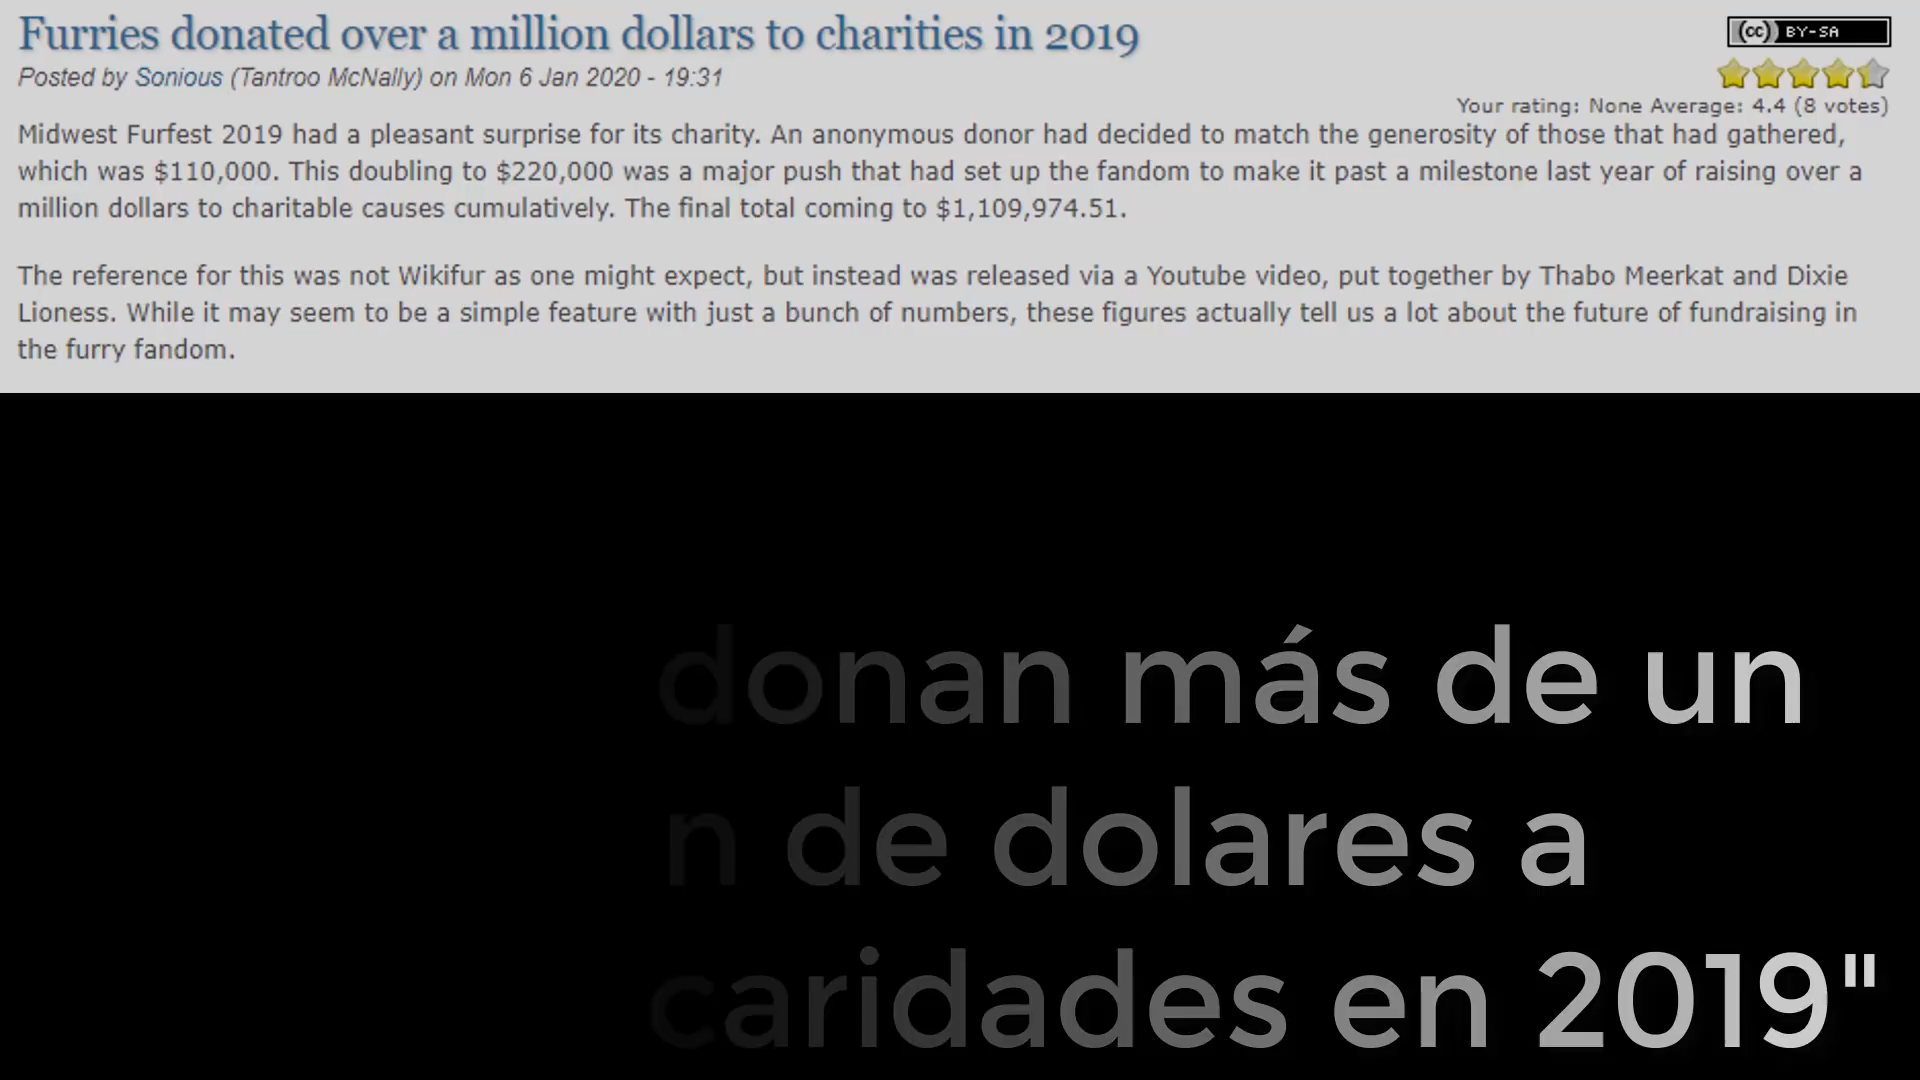 Furries donated over a million dollars to charities in 2019
(cc) BY-SA
Posted by Sonious (Tantroo McNally) on Mon 6 Jan 2020 - 19:31
Your rating: None Average: 4.4 (8 votes)
Midwest Furfest 2019 had a pleasant surprise for its charity. An anonymous donor had decided to match the generosity of those that had gathered,
which was $110,000. This doubling to $220,000 was a major push that had set up the fandom to make it past a milestone last year of raising over a
million dollars to charitable causes cumulatively. The final total coming to $1,109,974.51.
The reference for this was not Wikifur as one might expect, but instead was released via a Youtube video, put together by Thabo Meerkat and Dixie
Lioness. While it may seem to be a simple feature with just a bunch of numbers, these figures actually tell us a lot about the future of fundraising in
the furry fandom.
donan más de un
n de dolares a
caridades en 2019"